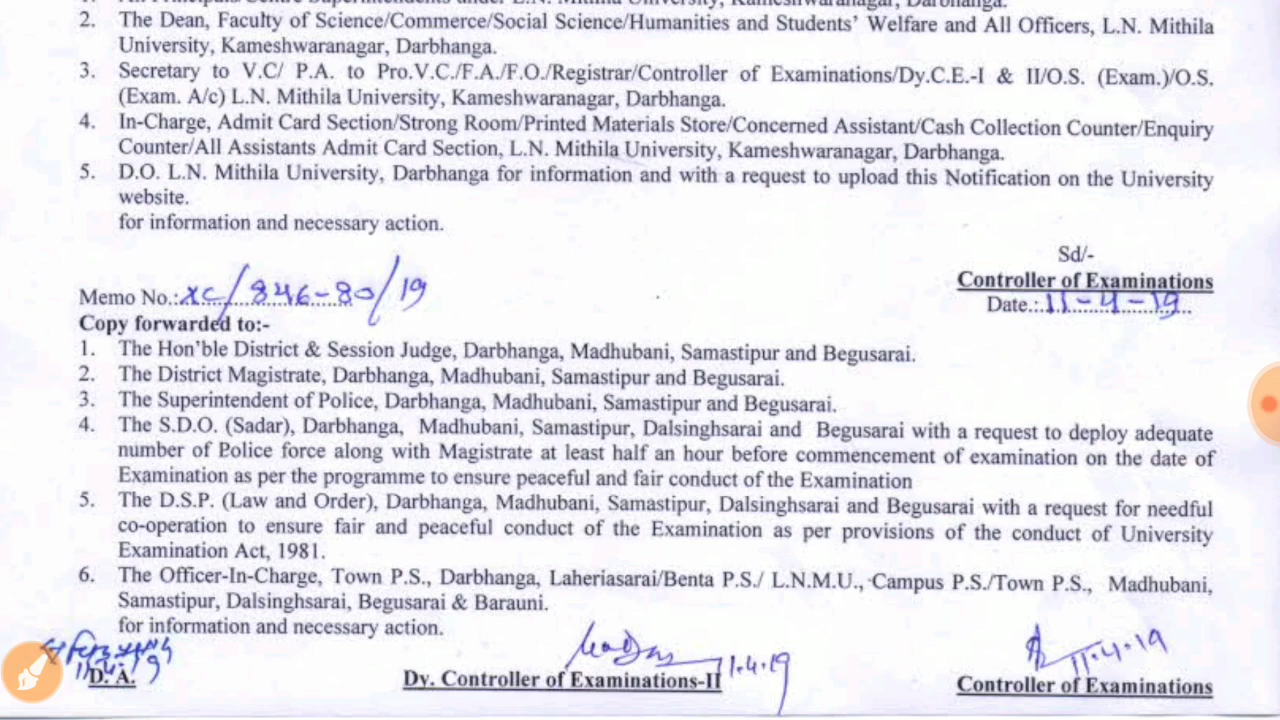 2. The Dean, Faculty of Science/Commerce/Social Science/Humanities and Students' Welfare and All Officers, L.N. Mithila
University, Kameshwaranagar, Darbhanga.
3. Secretary to V.C/ P.A. to Pro.V.C./F.A./F.O./Registrar/Controller of Examinations/Dy.C.E.-I & II/O.S. (Exam.)/O.S.
(Exam. A/c) L.N. Mithila University, Kameshwaranagar, Darbhanga.
4. In-Charge, Admit Card Section/Strong Room/Printed Materials Store/Concerned Assistant/Cash Collection Counter/Enquiry
Counter/All Assistants Admit Card Section, L.N. Mithila University, Kameshwaranagar, Darbhanga.
5. D.O. L.N. Mithila University, Darbhanga for information and with a request to upload this Notification on the University
website.
for information and necessary action.
Sd/-
Controller of Examinations
Memo No.: XC/846-80/19
Date.: 11-4-19
Copy forwarded to:-
1. The Hon'ble District & Session Judge, Darbhanga, Madhubani, Samastipur and Begusarai.
2. The District Magistrate, Darbhanga, Madhubani, Samastipur and Begusarai.
3. The Superintendent of Police, Darbhanga, Madhubani, Samastipur and Begusarai.
4. The S.D.O. (Sadar), Darbhanga, Madhubani, Samastipur, Dalsinghsarai and Begusarai with a request to deploy adequate
number of Police force along with Magistrate at least half an hour before commencement of examination on the date of
Examination as per the programme to ensure peaceful and fair conduct of the Examination
5. The D.S.P. (Law and Order), Darbhanga, Madhubani, Samastipur, Dalsinghsarai and Begusarai with a request for needful
co-operation to ensure fair and peaceful conduct of the Examination as per provisions of the conduct of University
Examination Act, 1981.
6. The Officer-In-Charge, Town P.S., Darbhanga, Laheriasarai/Benta P.S./ L.N.M.U., Campus P.S./Town P.S., Madhubani,
Samastipur, Dalsinghsarai, Begusarai & Barauni.
for information and necessary action.
11/4/19 11.4.19 11.4.19
D. A. Dy. Controller of Examinations-II Controller of Examinations